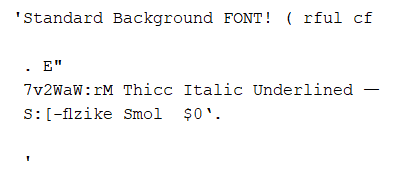 'Standard Background FONT! ( rful cf
. E"
7v2WaW:rM Thicc Italic Underlined —
S:[-flzike Smol  $0‛.
'